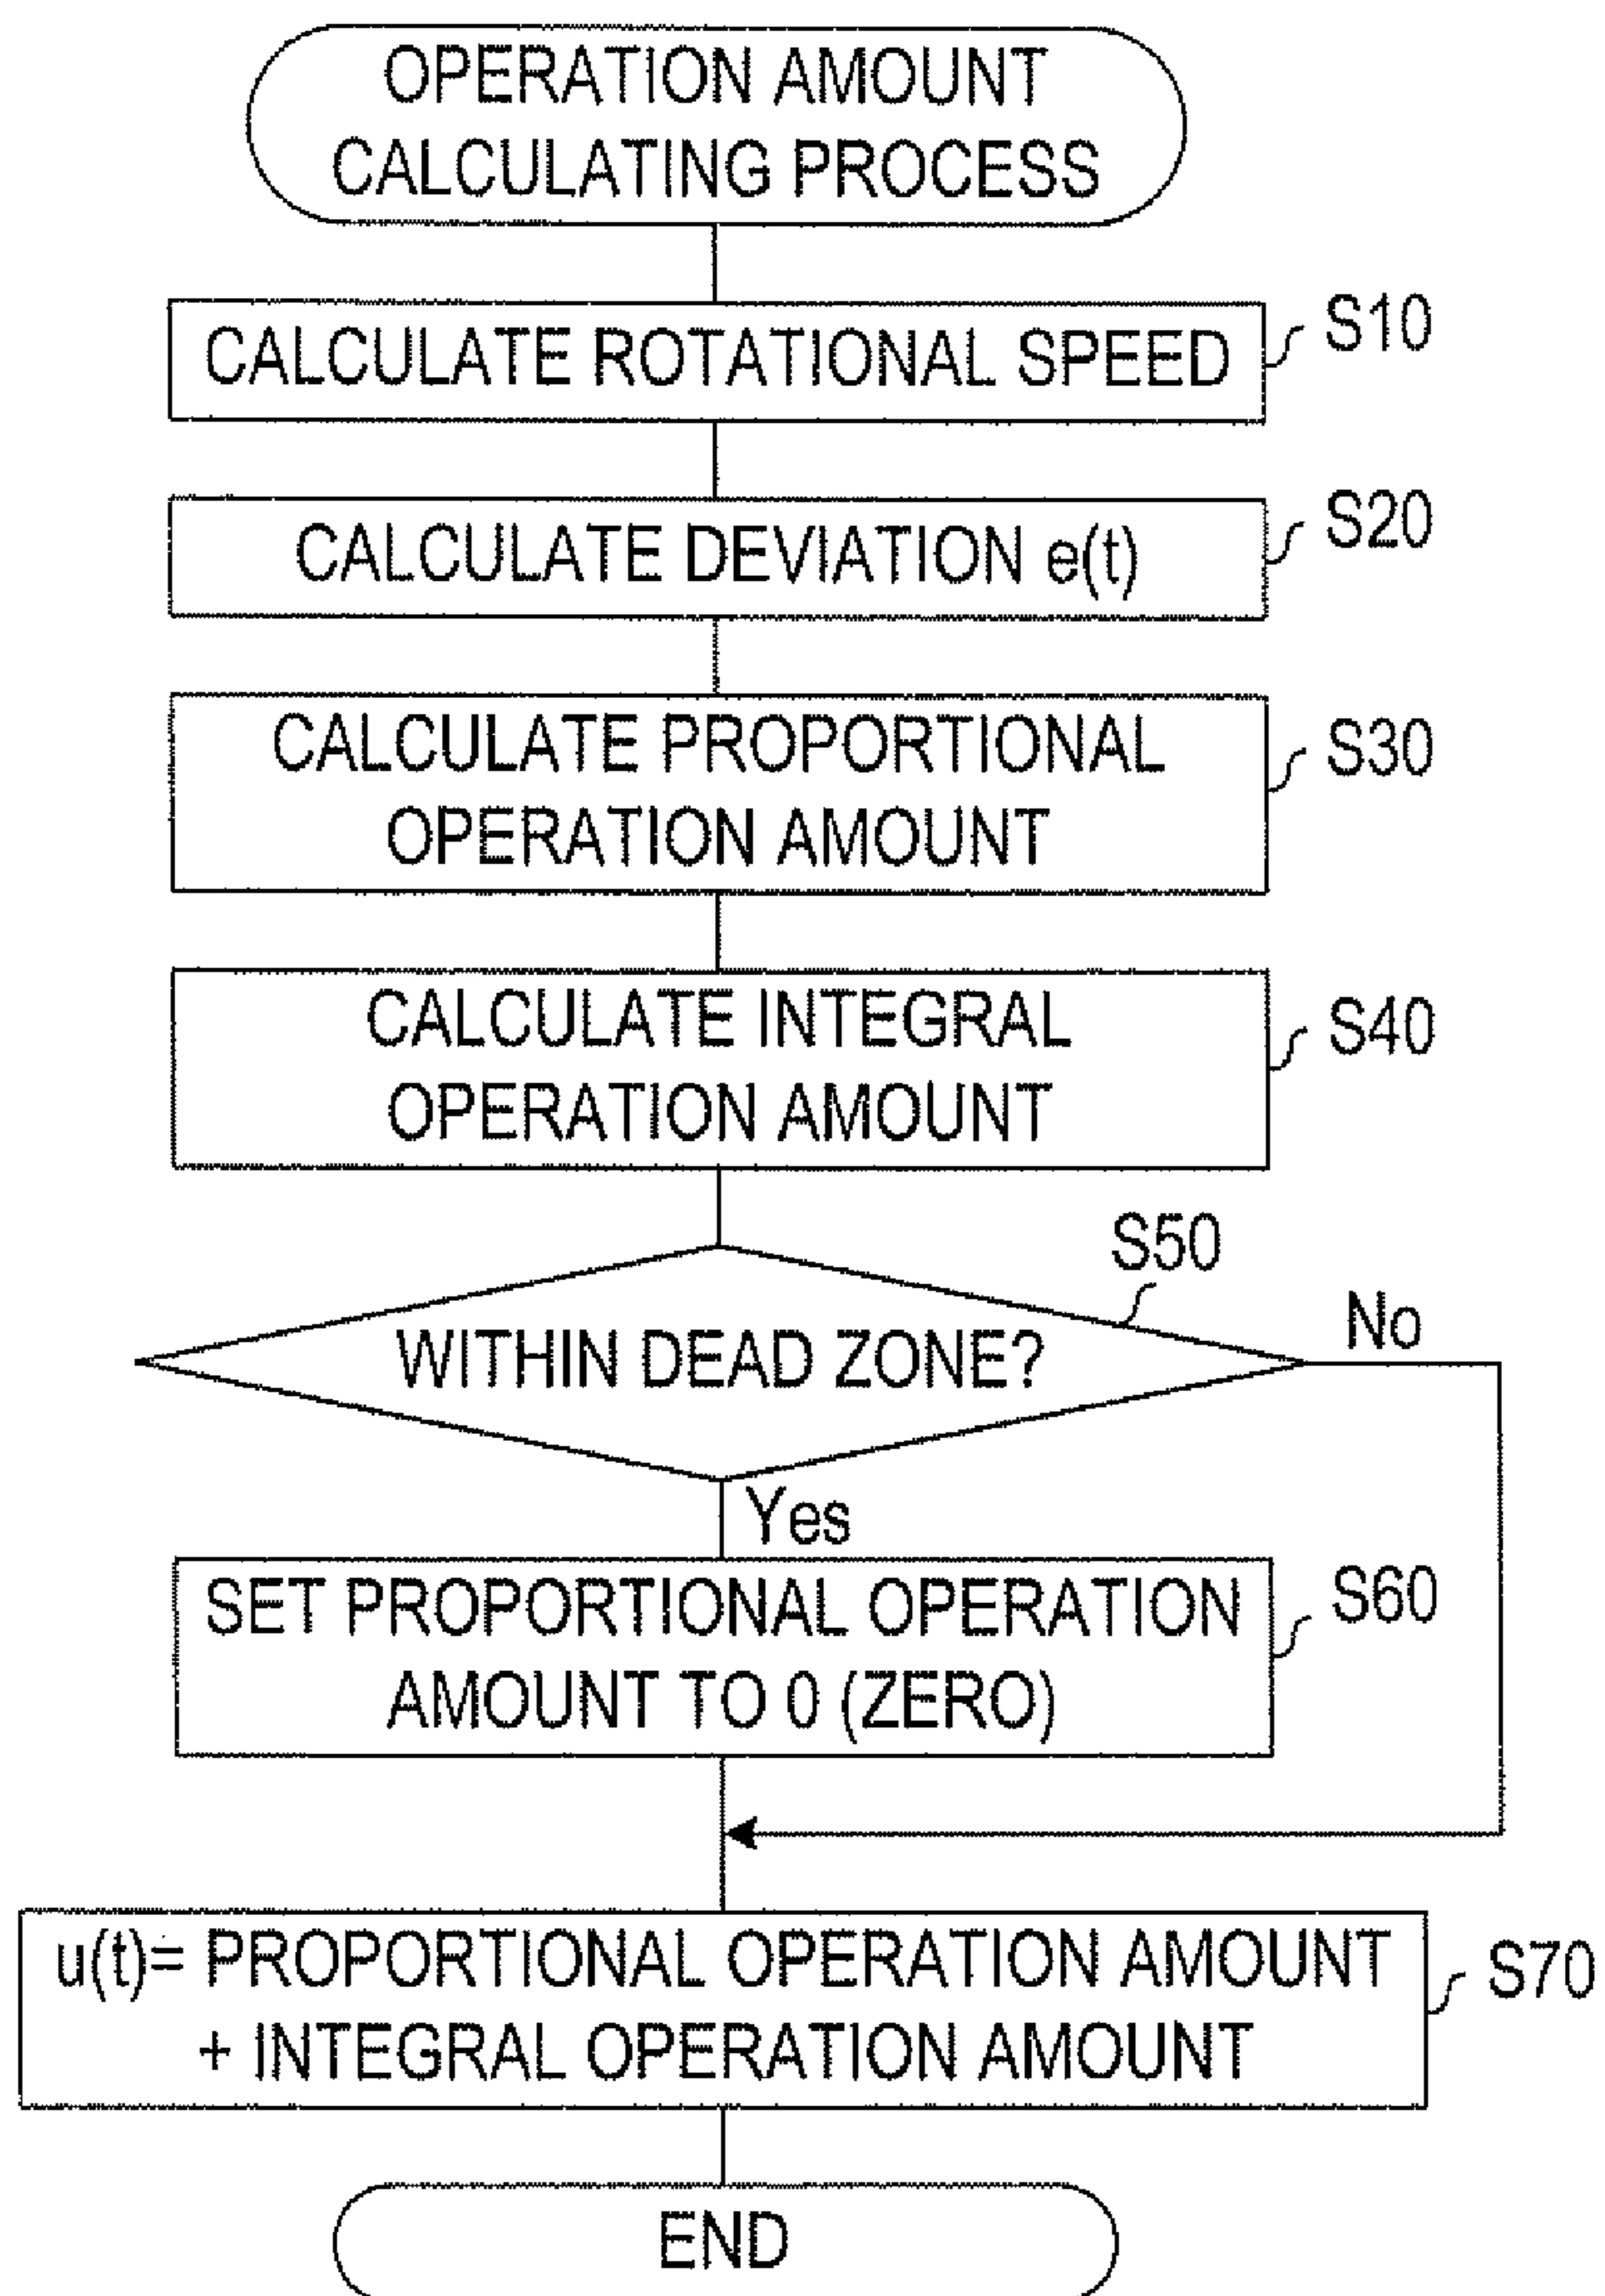 OPERATION AMOUNT
CALCULATING PROCESS
CALCULATE ROTATIONAL SPEED
S10
CALCULATE DEVIATION e(t)
S20
CALCULATE PROPORTIONAL
OPERATION AMOUNT
S30
CALCULATE INTEGRAL
OPERATION AMOUNT
S40
S50
WITHIN DEAD ZONE?
No
Yes
SET PROPORTIONAL OPERATION
AMOUNT TO 0 (ZERO)
S60
u(t)= PROPORTIONAL OPERATION AMOUNT
+ INTEGRAL OPERATION AMOUNT
S70
END